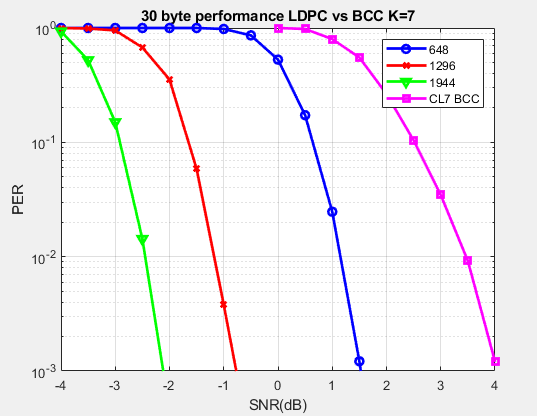 30 byte performance LDPC vs BCC K=7
10^0
648
1296
1944
CL7 BCC
10^-1
PER
10^-2
10^-3
-4 -3 -2 -1 0 1 2 3 4
SNR(dB)